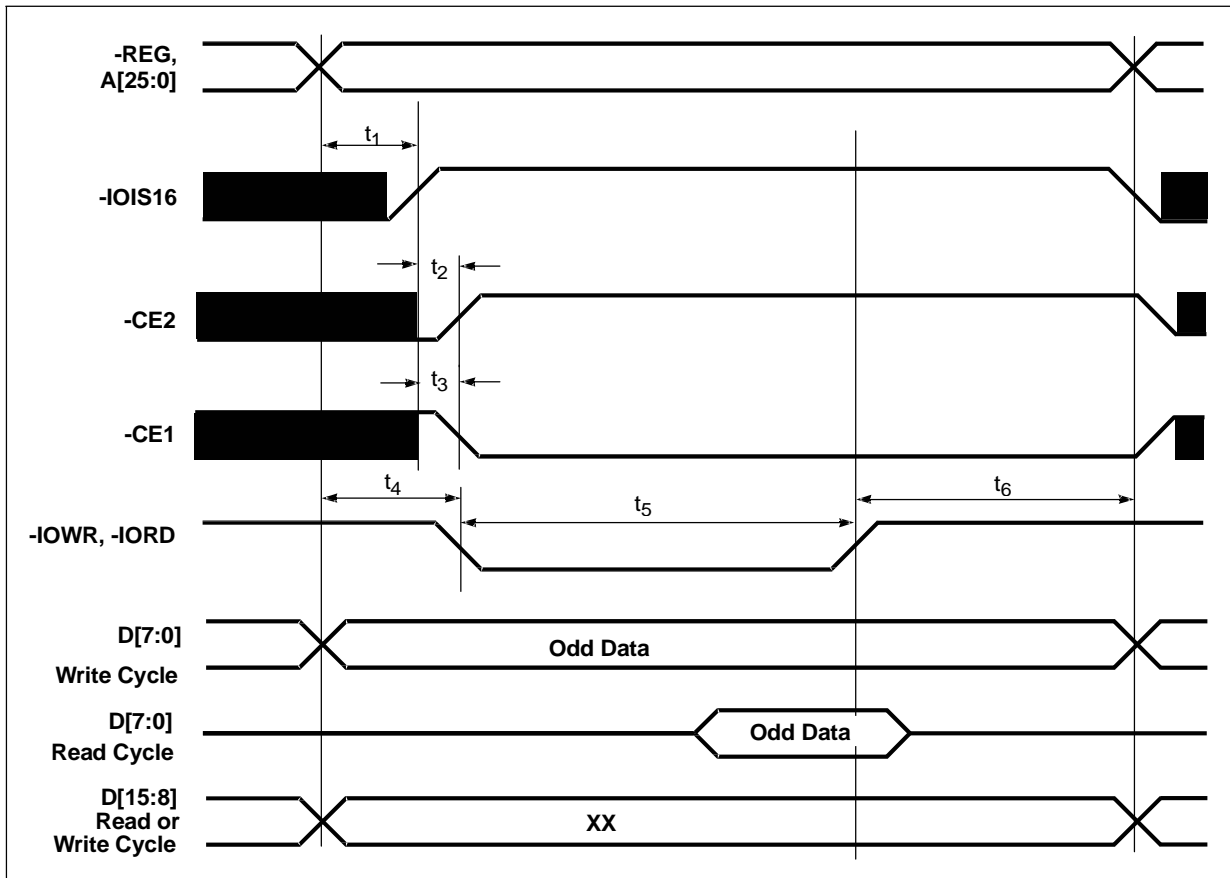 -REG,
A[25:0]
t1
-IOIS16
t2
-CE2
t3
-CE1
t4
t5
t6
-IOWR, -IORD
D[7:0]
Odd Data
Write Cycle
D[7:0]
Odd Data
Read Cycle
D[15:8]
Read or
XX
Write Cycle